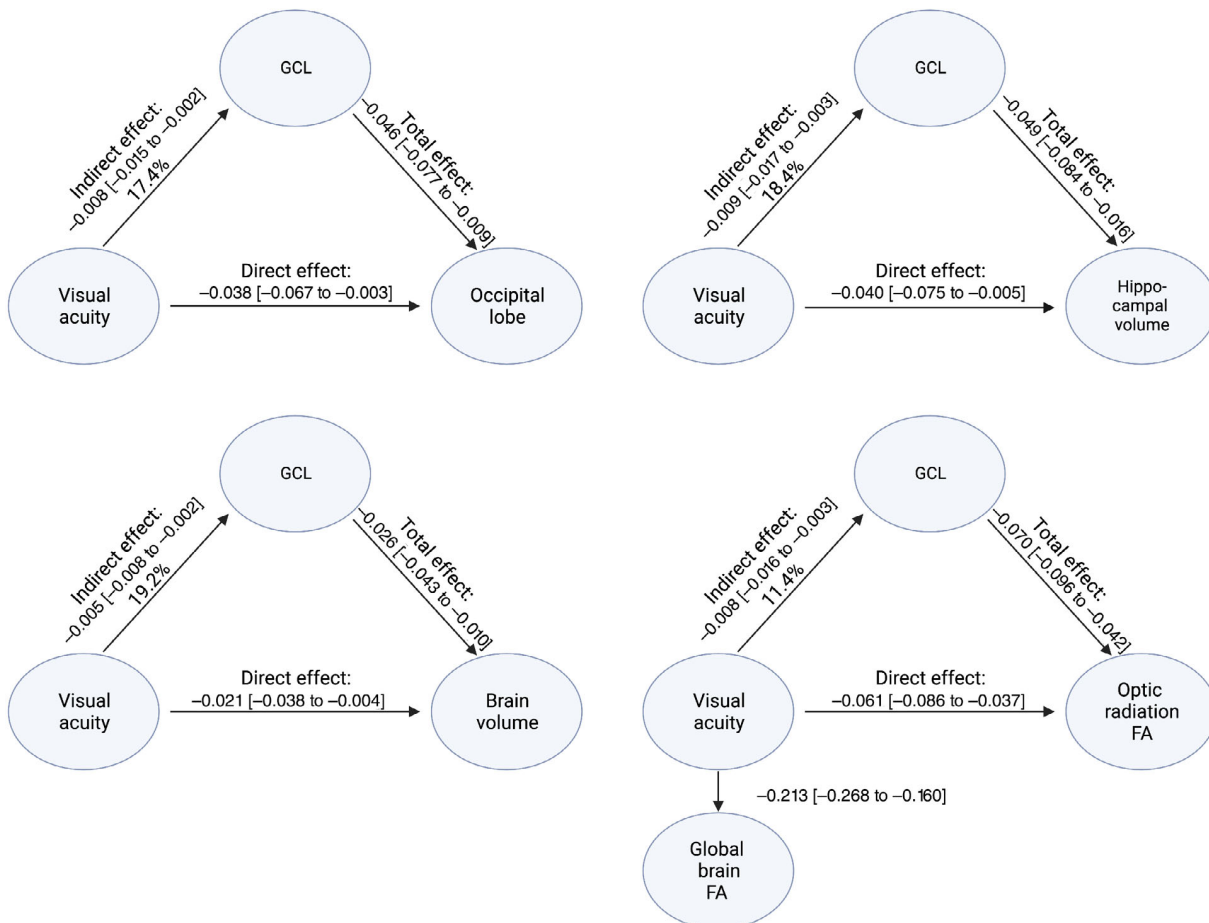 GCL
Indirect effect:
−0.008 [−0.015 to −0.002]
17.4%
Total effect:
−0.046 [−0.077 to −0.009]
Visual
acuity
Direct effect:
−0.038 [−0.067 to −0.003]
Occipital
lobe
GCL
Indirect effect:
−0.009 [−0.017 to −0.003]
18.4%
Total effect:
−0.049 [−0.084 to −0.016]
Visual
acuity
Direct effect:
−0.040 [−0.075 to −0.005]
Hippo-
campal
volume
GCL
Indirect effect:
−0.005 [−0.008 to −0.002]
19.2%
Total effect:
−0.026 [−0.043 to −0.010]
Visual
acuity
Direct effect:
−0.021 [−0.038 to −0.004]
Brain
volume
GCL
Indirect effect:
−0.008 [−0.016 to −0.003]
11.4%
Total effect:
−0.070 [−0.096 to −0.042]
Visual
acuity
Direct effect:
−0.061 [−0.086 to −0.037]
Optic
radiation
FA
−0.213 [−0.268 to −0.160]
Global
brain
FA